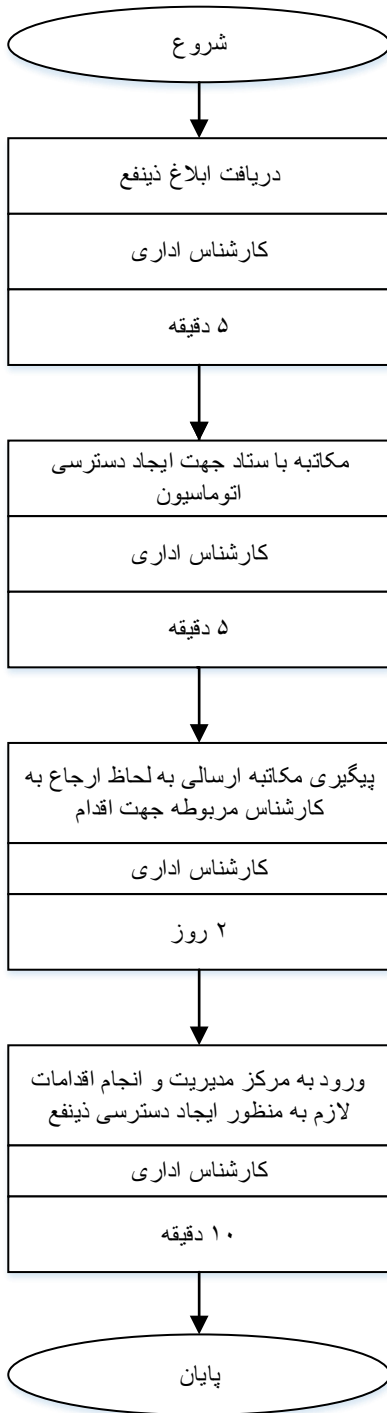 شروع
دریافت ابلاغ ذینفع
کارشناس اداری
۵ دقیقه
مکاتبه با ستاد جهت ایجاد دسترسی
اتوماسیون
کارشناس اداری
۵ دقیقه
پیگیری مکاتبه ارسالی به لحاظ ارجاع به
کارشناس مربوطه جهت اقدام
کارشناس اداری
۲ روز
ورود به مرکز مدیریت و انجام اقدامات
لازم به منظور ایجاد دسترسی ذینفع
کارشناس اداری
۱۰ دقیقه
پایان